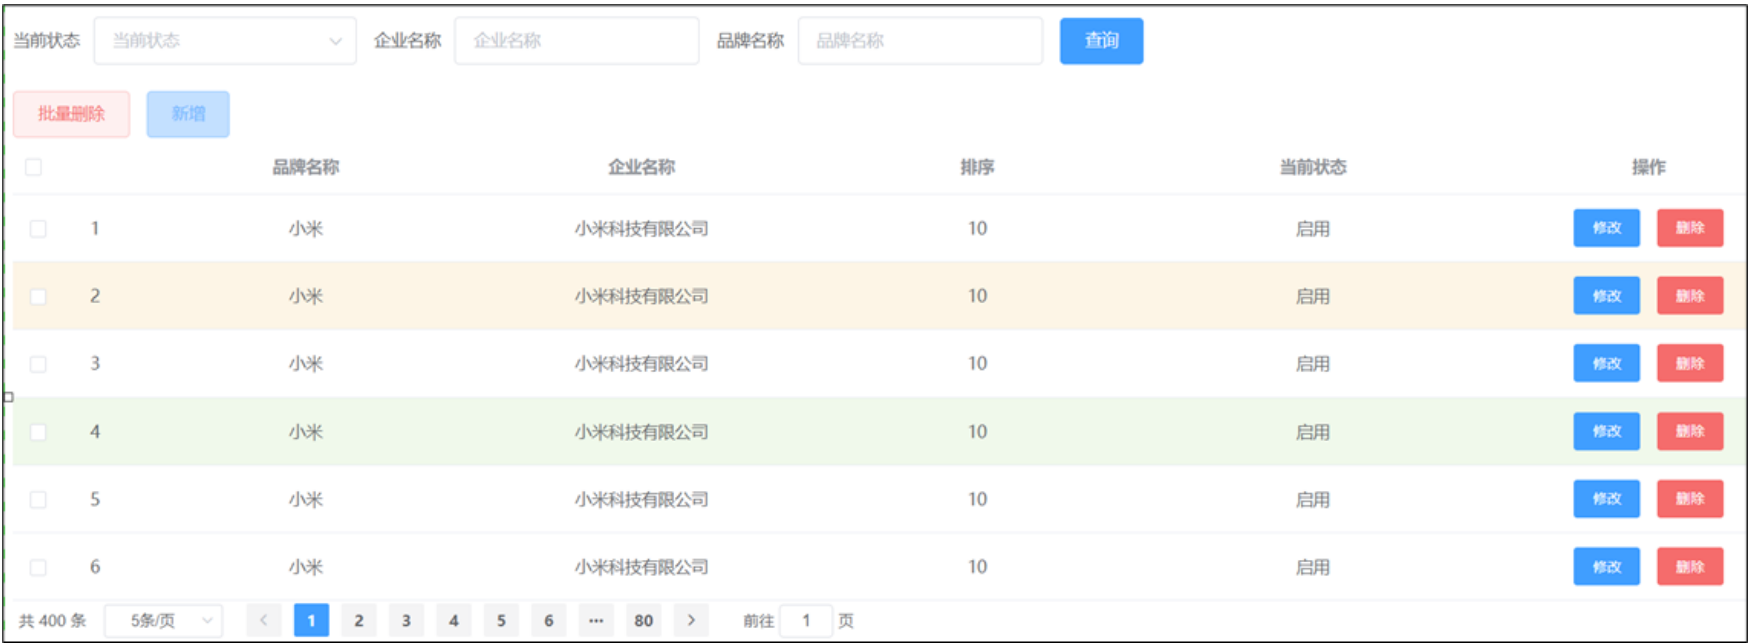 当前状态 当前状态 企业名称 企业名称 品牌名称 品牌名称 查询
批量删除 新增
品牌名称 企业名称 排序 当前状态 操作
1 小米 小米科技有限公司 10 启用 修改 删除
2 小米 小米科技有限公司 10 启用 修改 删除
3 小米 小米科技有限公司 10 启用 修改 删除
4 小米 小米科技有限公司 10 启用 修改 删除
5 小米 小米科技有限公司 10 启用 修改 删除
6 小米 小米科技有限公司 10 启用 修改 删除
共 400 条 5条/页 < 1 2 3 4 5 6 ··· 80 > 前往 1 页